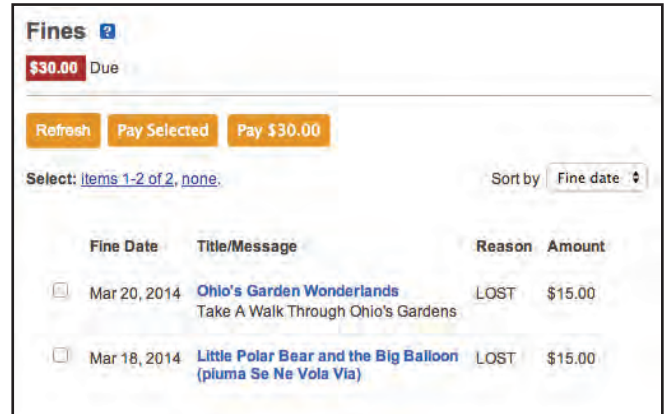 Fines ?
$30.00 Due
Refresh Pay Selected Pay $30.00
Select: items 1-2 of 2, none. Sort by Fine date
Fine Date Title/Message Reason Amount
Mar 20, 2014 Ohio's Garden Wonderlands LOST $15.00
Take A Walk Through Ohio's Gardens
Mar 18, 2014 Little Polar Bear and the Big Balloon LOST $15.00
(piuma Se Ne Vola Via)